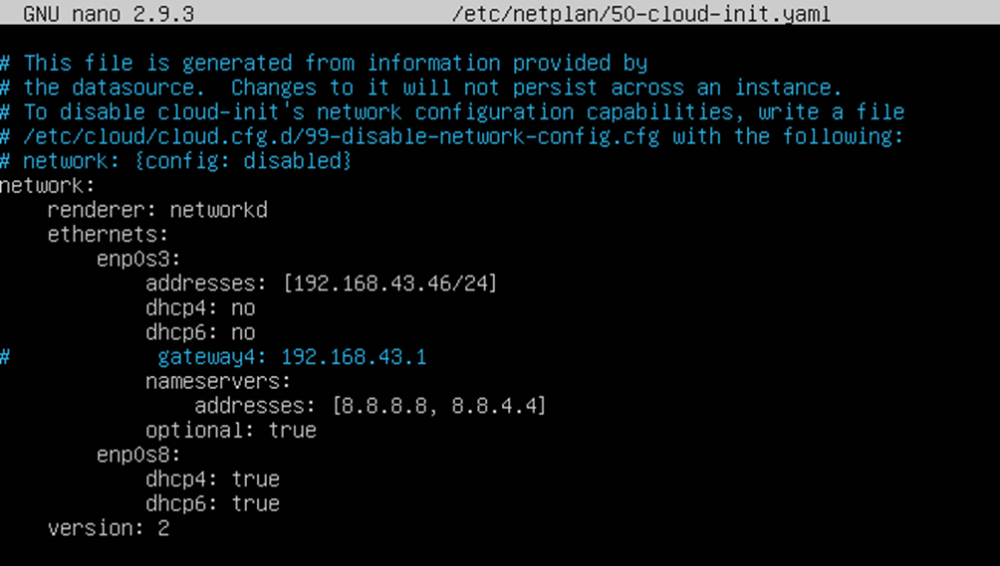 GNU nano 2.9.3 /etc/netplan/50-cloud-init.yaml
# This file is generated from information provided by
# the datasource.  Changes to it will not persist across an instance.
# To disable cloud-init's network configuration capabilities, write a file
# /etc/cloud/cloud.cfg.d/99-disable-network-config.cfg with the following:
# network: {config: disabled}
network:
    renderer: networkd
    ethernets:
        enp0s3:
            addresses: [192.168.43.46/24]
            dhcp4: no
            dhcp6: no
#            gateway4: 192.168.43.1
            nameservers:
                addresses: [8.8.8.8, 8.8.4.4]
            optional: true
        enp0s8:
            dhcp4: true
            dhcp6: true
    version: 2